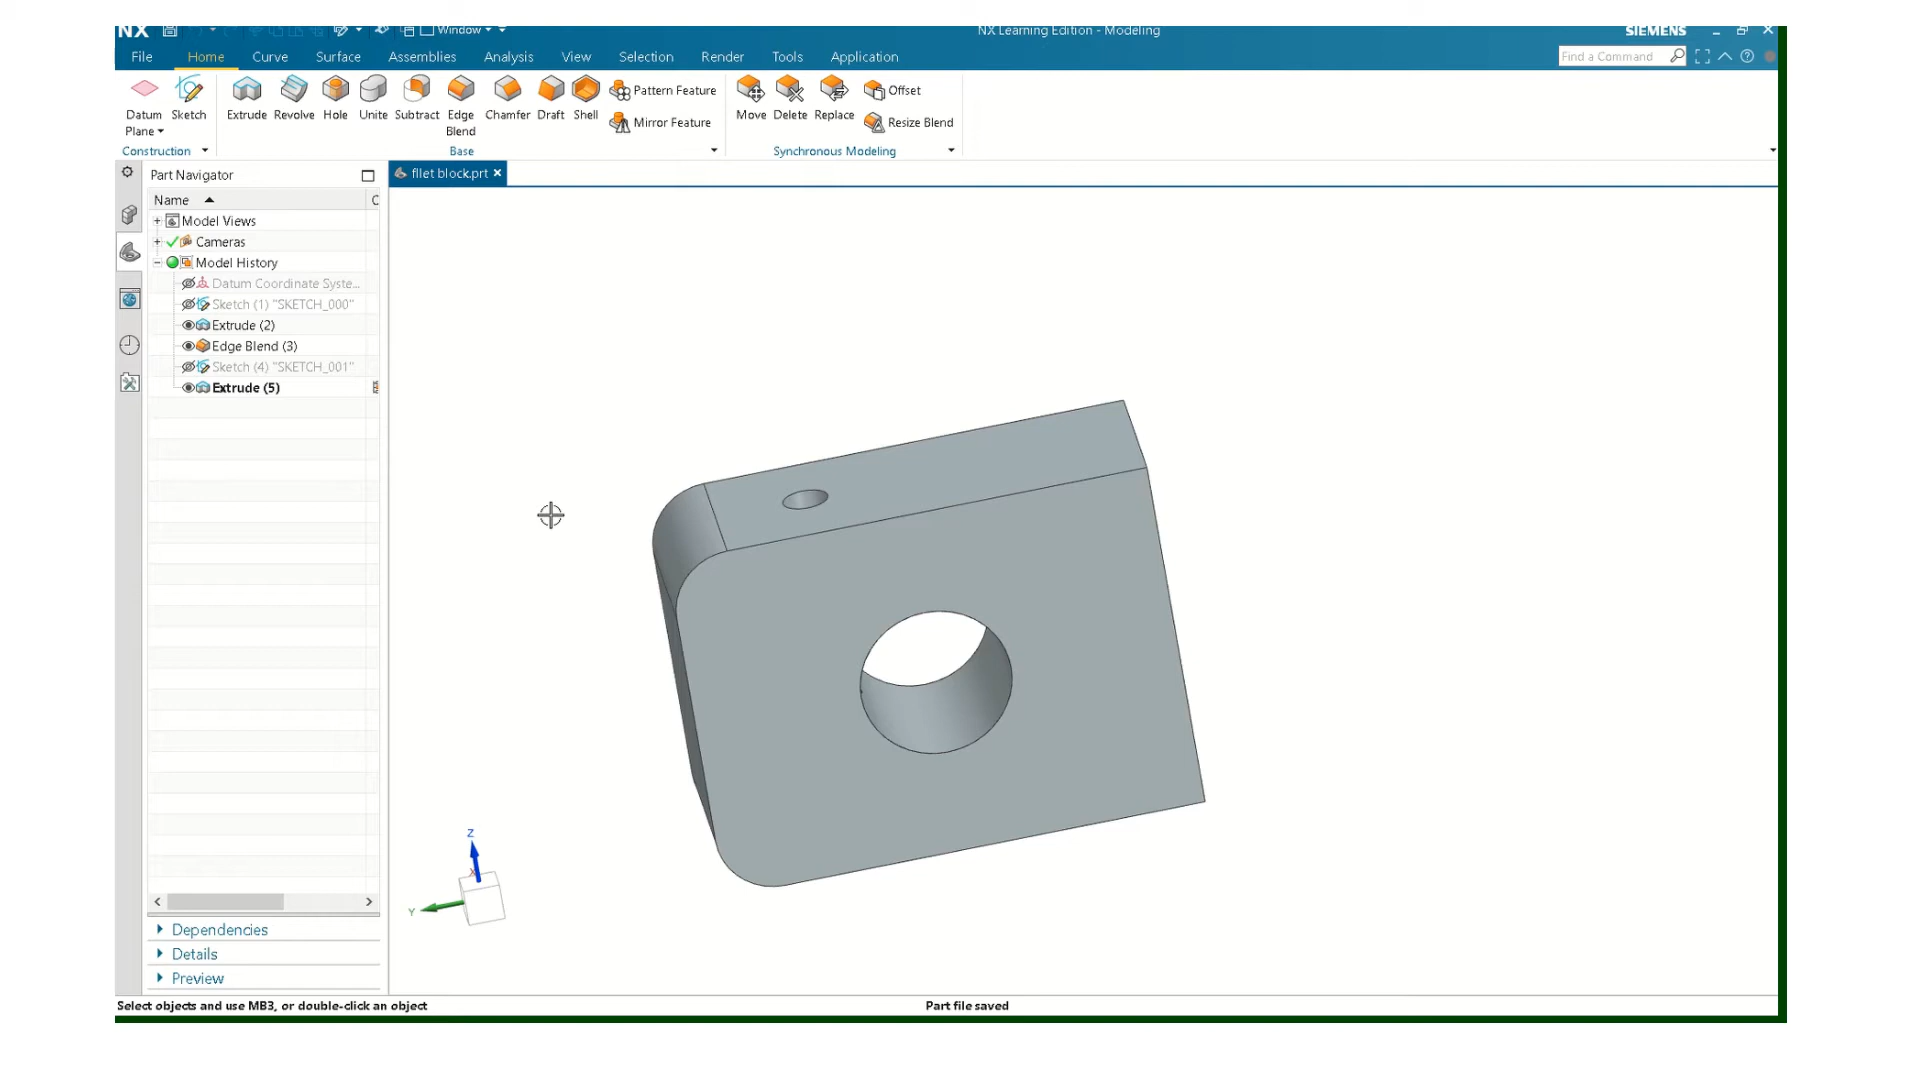 NX
Window
NX Learning Edition - Modeling
SIEMENS
File Home Curve Surface Assemblies Analysis View Selection Render Tools Application
Find a Command
Datum Plane
Sketch
Extrude
Revolve
Hole
Unite
Subtract
Edge Blend
Chamfer
Draft
Shell
Pattern Feature
Mirror Feature
Move
Delete
Replace
Offset
Resize Blend
Construction
Base
Synchronous Modeling
Part Navigator
fllet block.prt
Name
C
Model Views
Cameras
Model History
Datum Coordinate Syste...
Sketch (1) "SKETCH_000"
Extrude (2)
Edge Blend (3)
Sketch (4) "SKETCH_001"
Extrude (5)
Z
X
Y
Dependencies
Details
Preview
Select objects and use MB3, or double-click an object
Part file saved